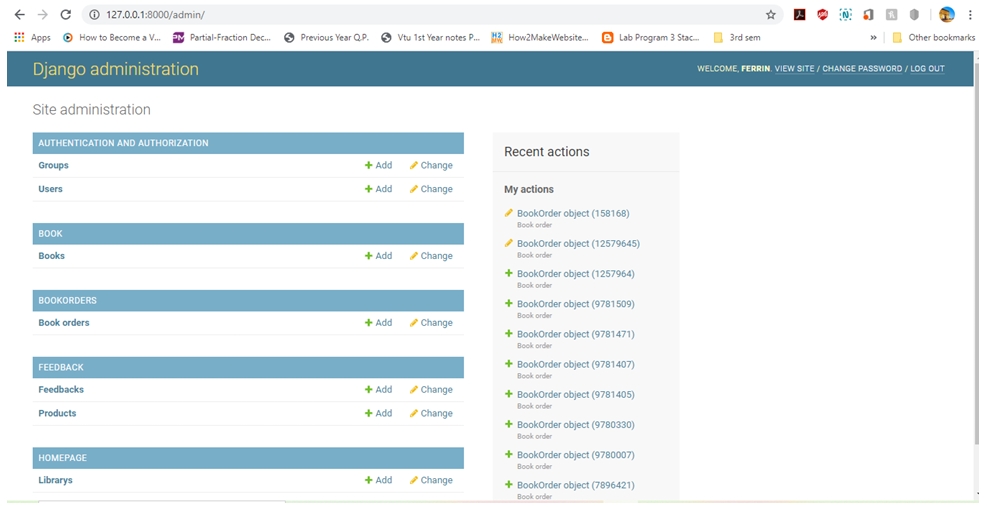 127.0.0.1:8000/admin/
Apps How to Become a V... Partial-Fraction Dec... Previous Year Q.P. Vtu 1st Year notes P... How2MakeWebsite... Lab Program 3 Stac... 3rd sem » Other bookmarks
Django administration
WELCOME, FERRIN. VIEW SITE / CHANGE PASSWORD / LOG OUT
Site administration
AUTHENTICATION AND AUTHORIZATION
Groups Add Change
Users Add Change
BOOK
Books Add Change
BOOKORDERS
Book orders Add Change
FEEDBACK
Feedbacks Add Change
Products Add Change
HOMEPAGE
Librarys Add Change
Recent actions
My actions
BookOrder object (158168)
Book order
BookOrder object (12579645)
Book order
BookOrder object (1257964)
Book order
BookOrder object (9781509)
Book order
BookOrder object (9781471)
Book order
BookOrder object (9781407)
Book order
BookOrder object (9781405)
Book order
BookOrder object (9780330)
Book order
BookOrder object (9780007)
Book order
BookOrder object (7896421)
Book order